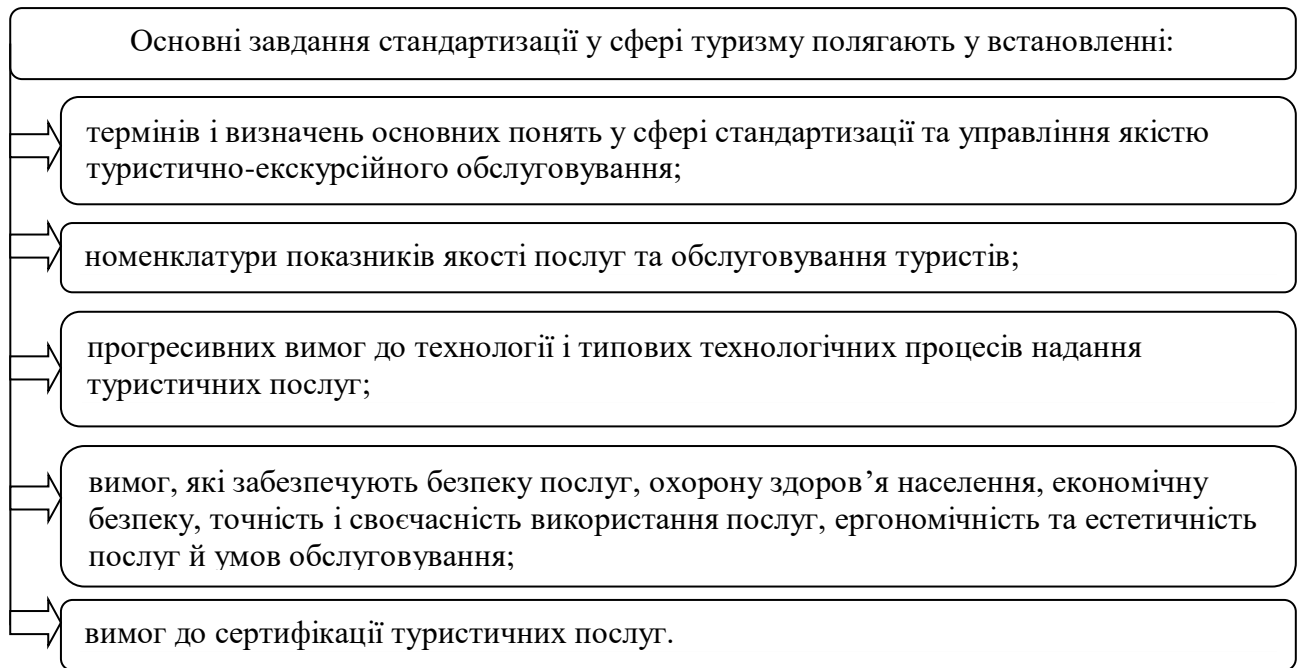 Основні завдання стандартизації у сфері туризму полягають у встановленні:
термінів і визначень основних понять у сфері стандартизації та управління якістю
туристично-екскурсійного обслуговування;
номенклатури показників якості послуг та обслуговування туристів;
прогресивних вимог до технології і типових технологічних процесів надання
туристичних послуг;
вимог, які забезпечують безпеку послуг, охорону здоров’я населення, економічну
безпеку, точність і своєчасність використання послуг, ергономічність та естетичність
послуг й умов обслуговування;
вимог до сертифікації туристичних послуг.